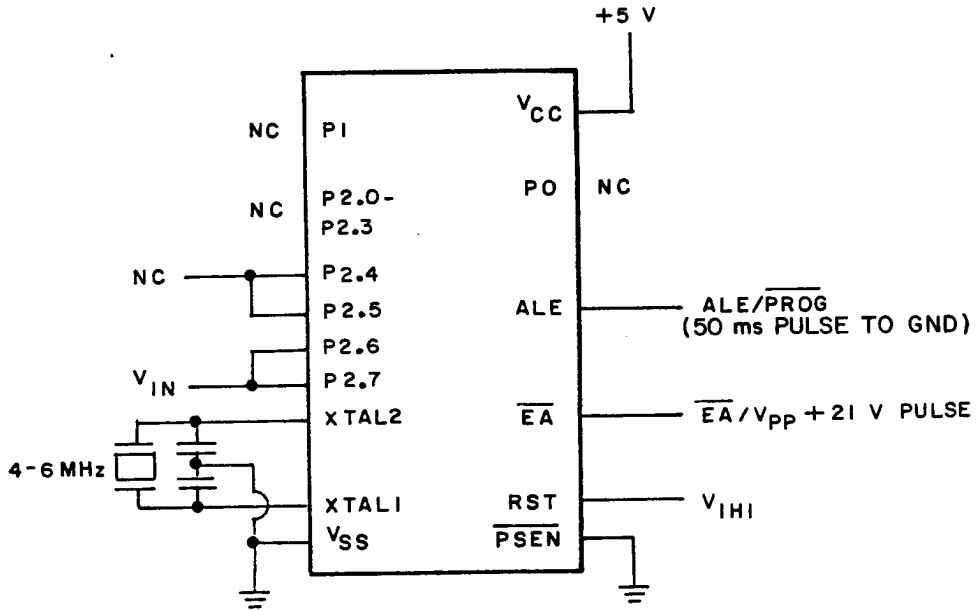 +5 V
VCC
NC P1
PO NC
NC P2.0-
P2.3
NC P2.4
P2.5
ALE ALE/PROG
(50 ms PULSE TO GND)
P2.6
VIN P2.7
XTAL2
EA EA/VPP +21 V PULSE
4-6 MHz
XTAL1
RST VIH1
VSS
PSEN